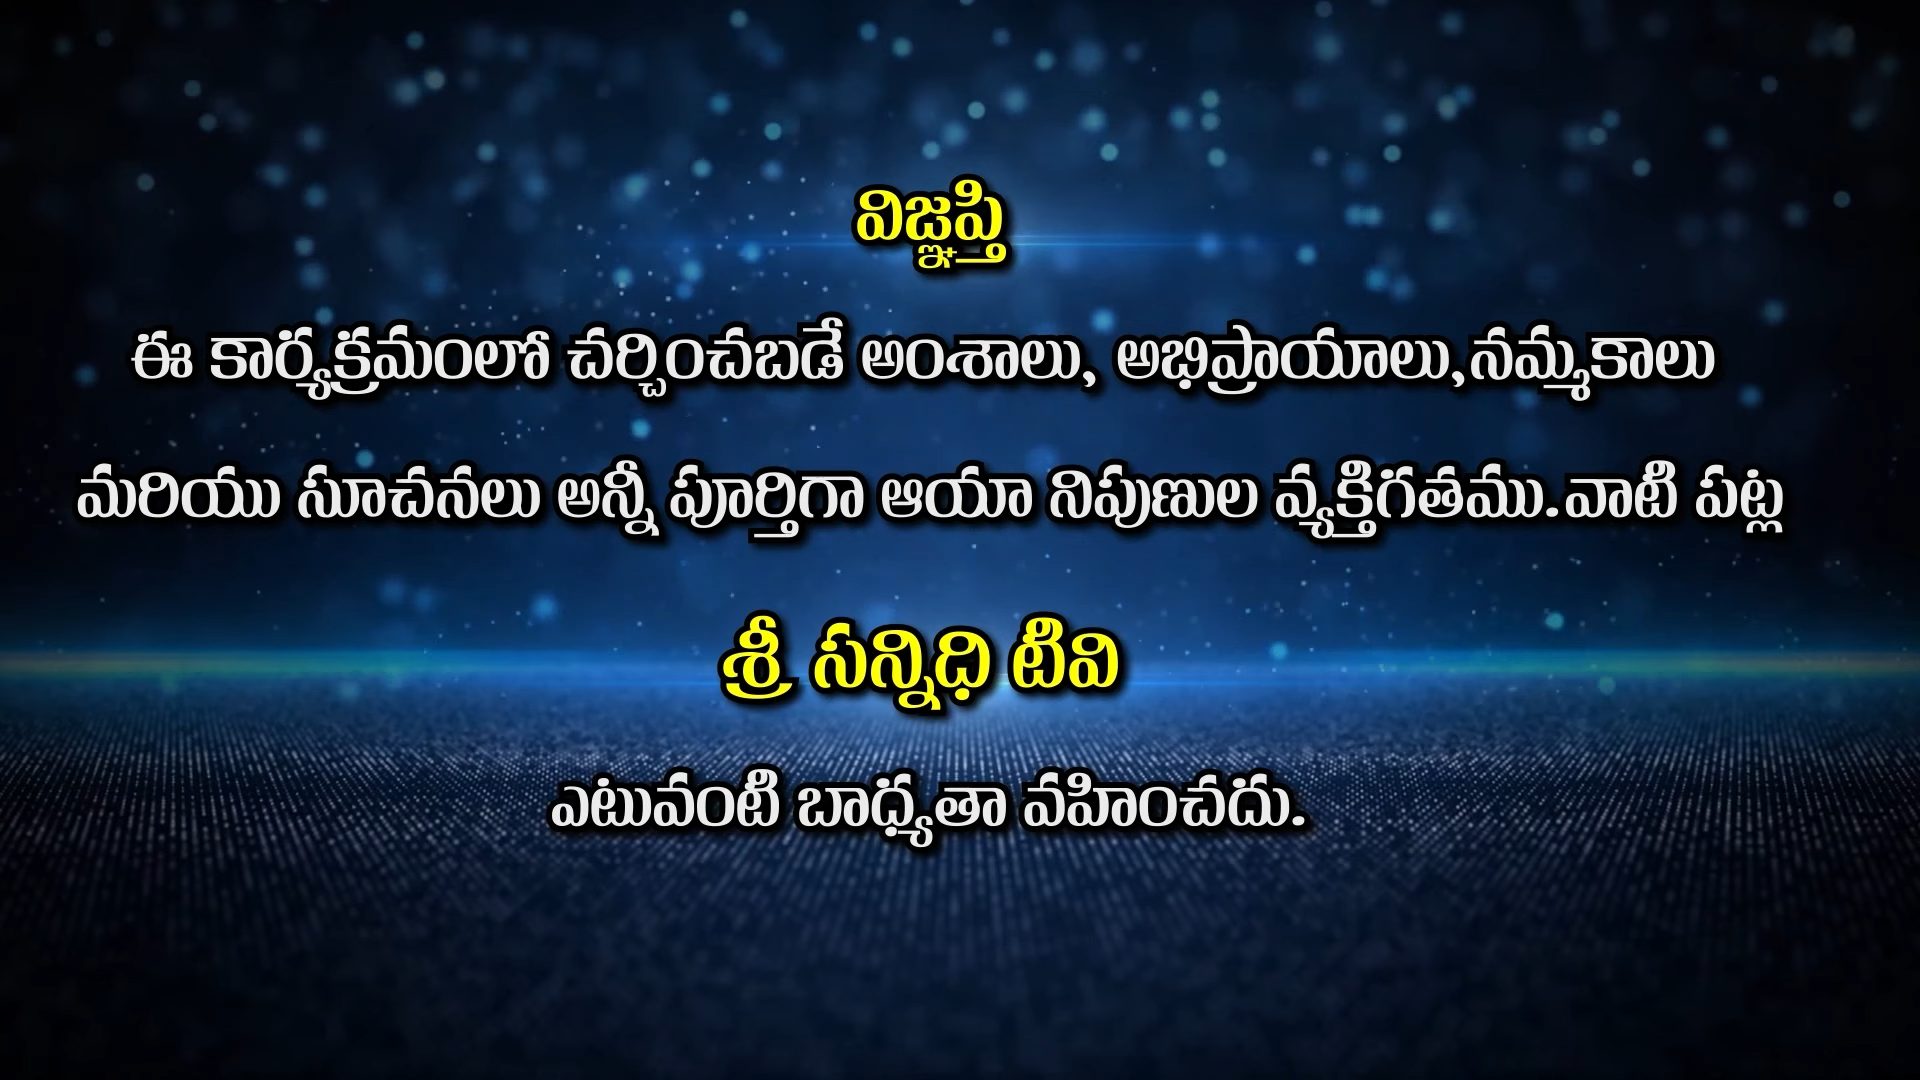 విజ్ఞప్తి
ఈ కార్యక్రమంలో చర్చించబడే అంశాలు, అభిప్రాయాలు,నమ్మకాలు
మరియు సూచనలు అన్నీ పూర్తిగా ఆయా నిపుణుల వ్యక్తిగతము.వాటి పట్ల
శ్రీ సన్నిధి టీవి
ఎటువంటి బాధ్యతా వహించదు.